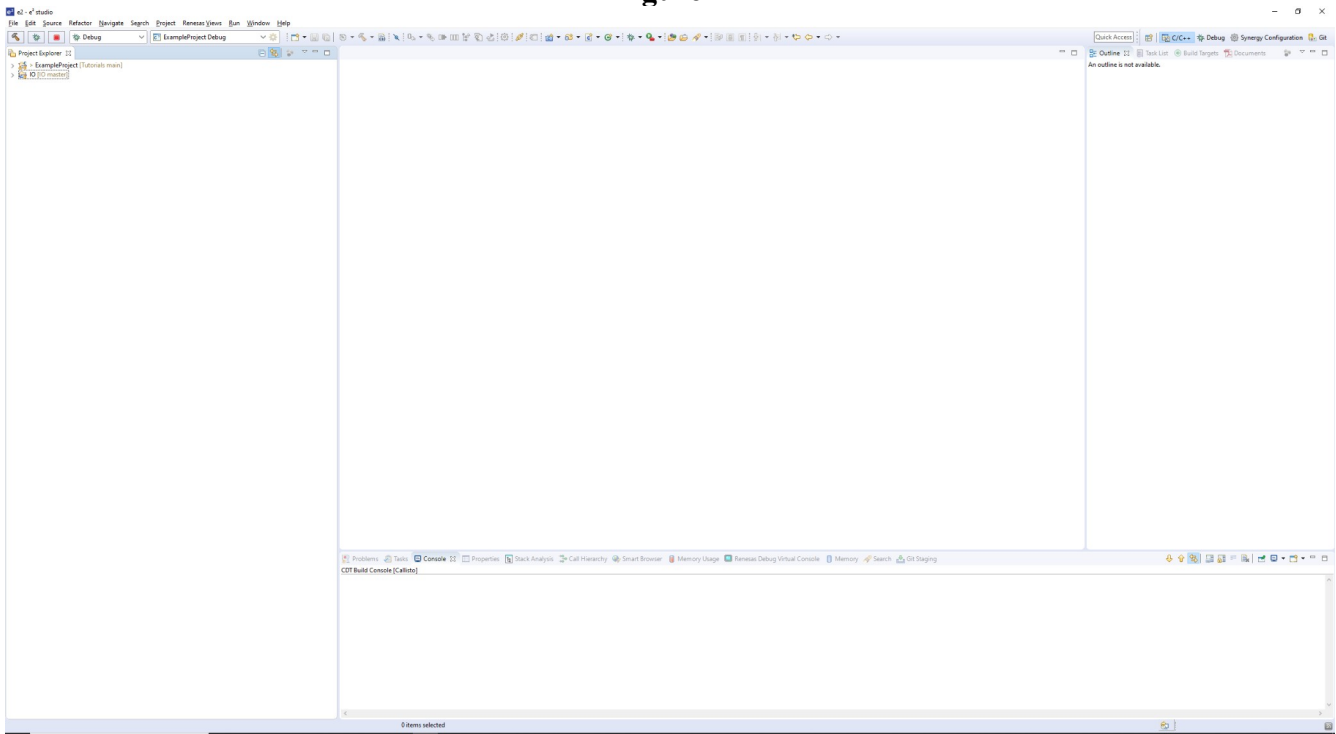 e2 - e² studio
File Edit Source Refactor Navigate Search Project Renesas Views Run Window Help
Debug ExampleProject Debug Quick Access C/C++ Debug Synergy Configuration Git
Project Explorer Outline Task List Build Targets Documents
> ExampleProject [Tutorials main] An outline is not available.
IO [IO master]
Problems Tasks Console Properties Stack Analysis Call Hierarchy Smart Browser Memory Usage Renesas Debug Virtual Console Memory Search Git Staging
CDT Build Console [Callisto]
0 items selected